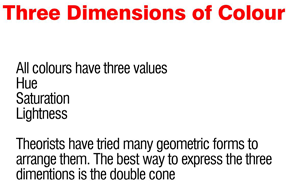 Three Dimensions of Colour
All colours have three values
Hue
Saturation
Lightness
Theorists have tried many geometric forms to
arrange them. The best way to express the three
dimentions is the double cone